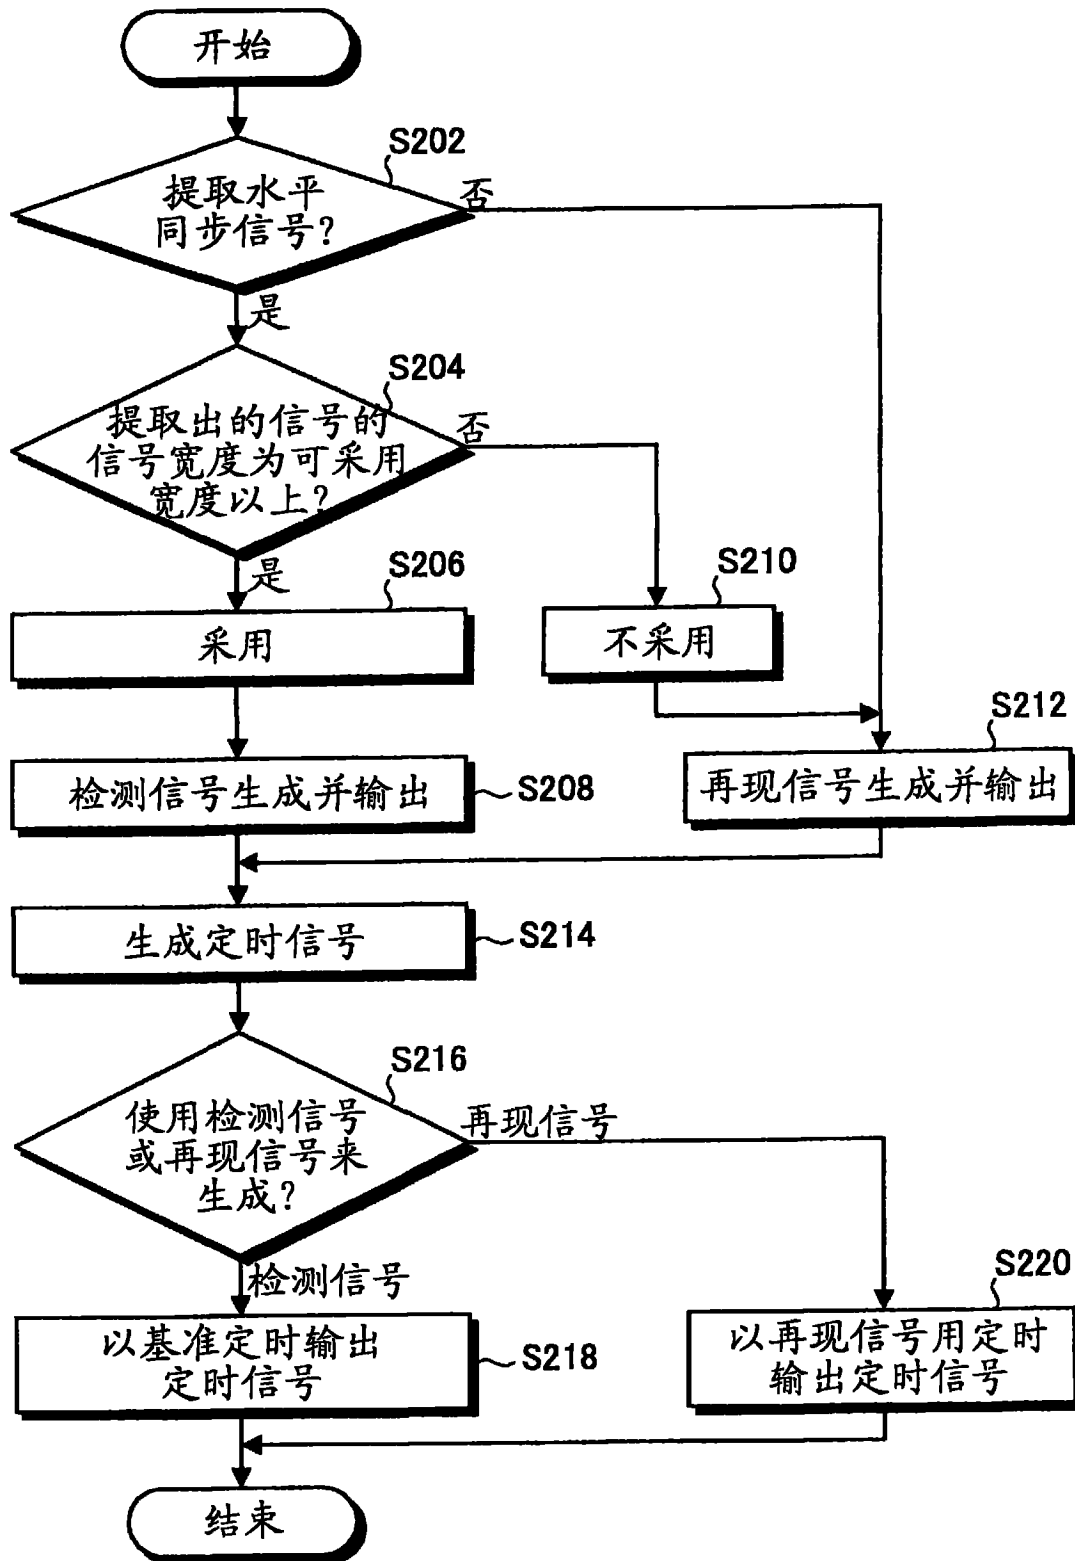 开始
S202
提取水平
同步信号?
否
是
S204
提取出的信号的
信号宽度为可采用
宽度以上?
否
是
S206
采用
S210
不采用
检测信号生成并输出
S208
S212
再现信号生成并输出
生成定时信号
S214
S216
使用检测信号
或再现信号来
生成?
再现信号
检测信号
以基准定时输出
定时信号
S218
S220
以再现信号用定时
输出定时信号
结束